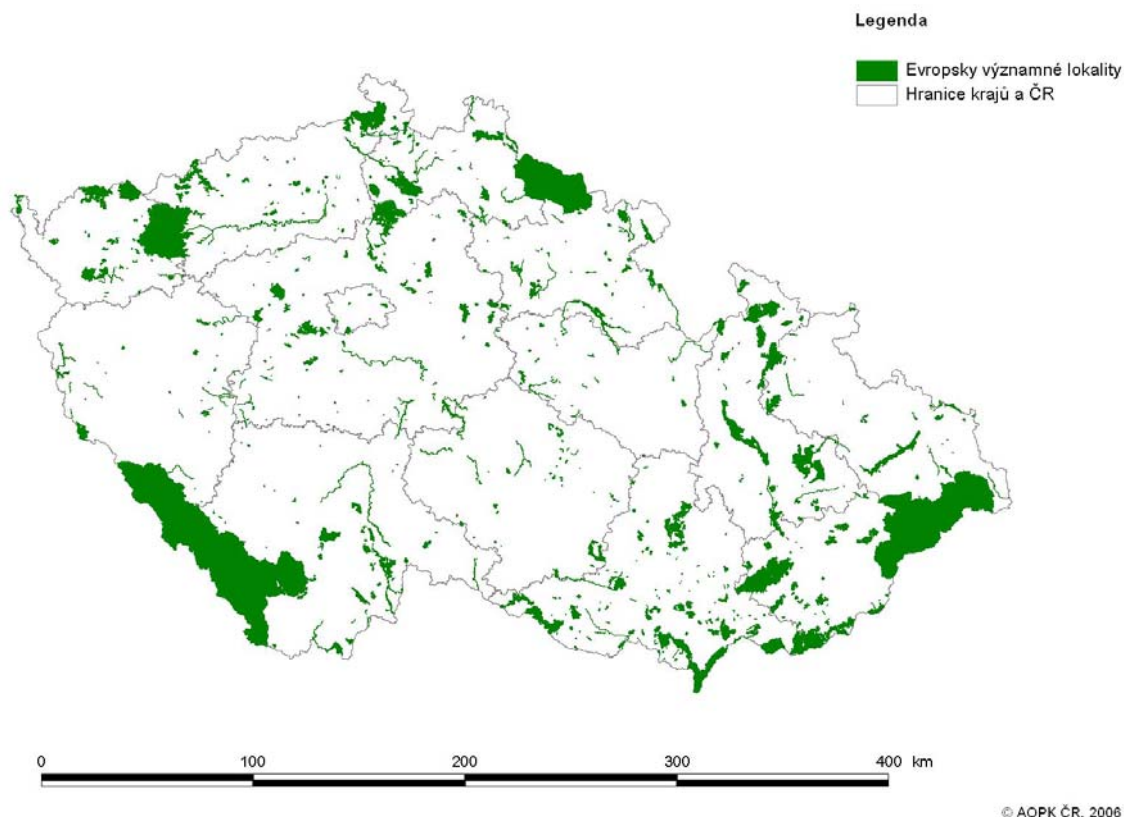 Legenda
Evropsky významné lokality
Hranice krajů a ČR
0 100 200 300 400 km
© AOPK ČR, 2006